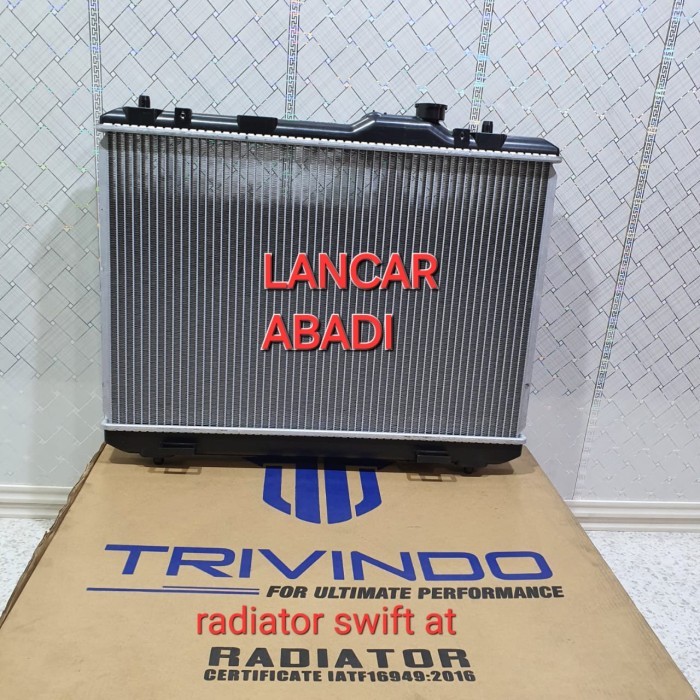 LANCAR
ABADI
TRIVINDO
FOR ULTIMATE PERFORMANCE
radiator swift at
RADIATOR
CERTIFICATE IATF16949:2016